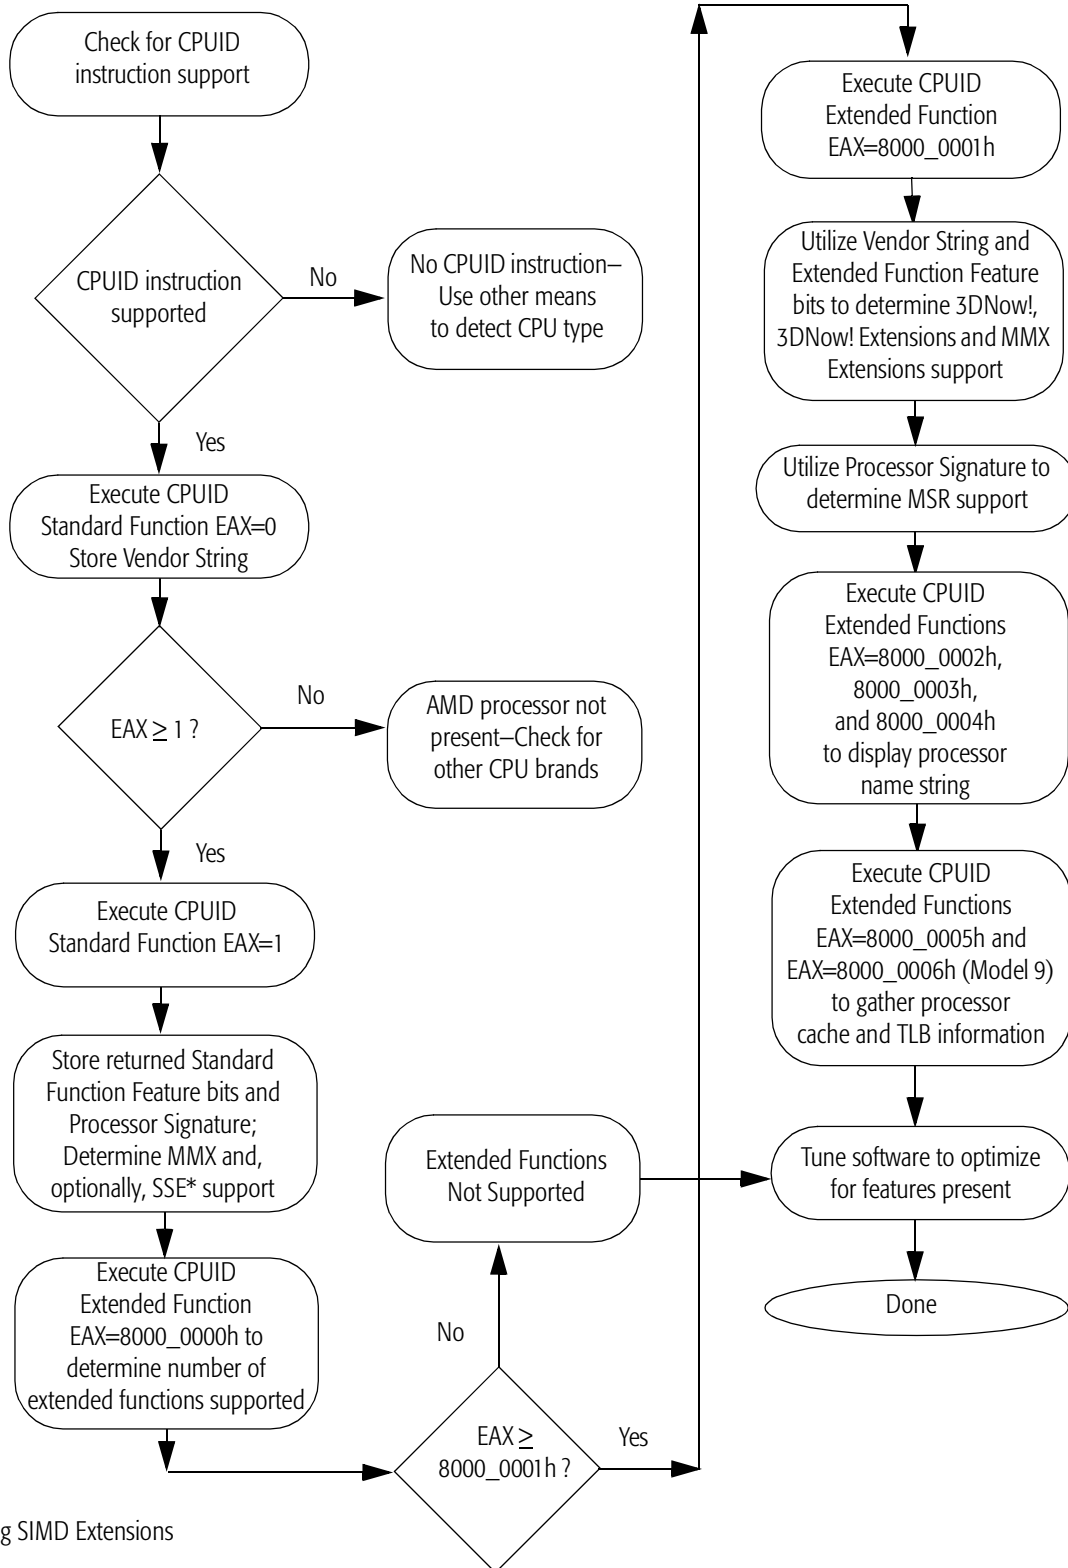 Check for CPUID
instruction support
CPUID instruction
supported
No
No CPUID instruction–
Use other means
to detect CPU type
Yes
Execute CPUID
Standard Function EAX=0
Store Vendor String
EAX ≥ 1 ?
No
AMD processor not
present–Check for
other CPU brands
Yes
Execute CPUID
Standard Function EAX=1
Store returned Standard
Function Feature bits and
Processor Signature;
Determine MMX and,
optionally, SSE* support
Execute CPUID
Extended Function
EAX=8000_0000h to
determine number of
extended functions supported
EAX ≥
8000_0001h ?
No
Extended Functions
Not Supported
Yes
Execute CPUID
Extended Function
EAX=8000_0001h
Utilize Vendor String and
Extended Function Feature
bits to determine 3DNow!,
3DNow! Extensions and MMX
Extensions support
Utilize Processor Signature to
determine MSR support
Execute CPUID
Extended Functions
EAX=8000_0002h,
8000_0003h,
and 8000_0004h
to display processor
name string
Execute CPUID
Extended Functions
EAX=8000_0005h and
EAX=8000_0006h (Model 9)
to gather processor
cache and TLB information
Tune software to optimize
for features present
Done
g SIMD Extensions